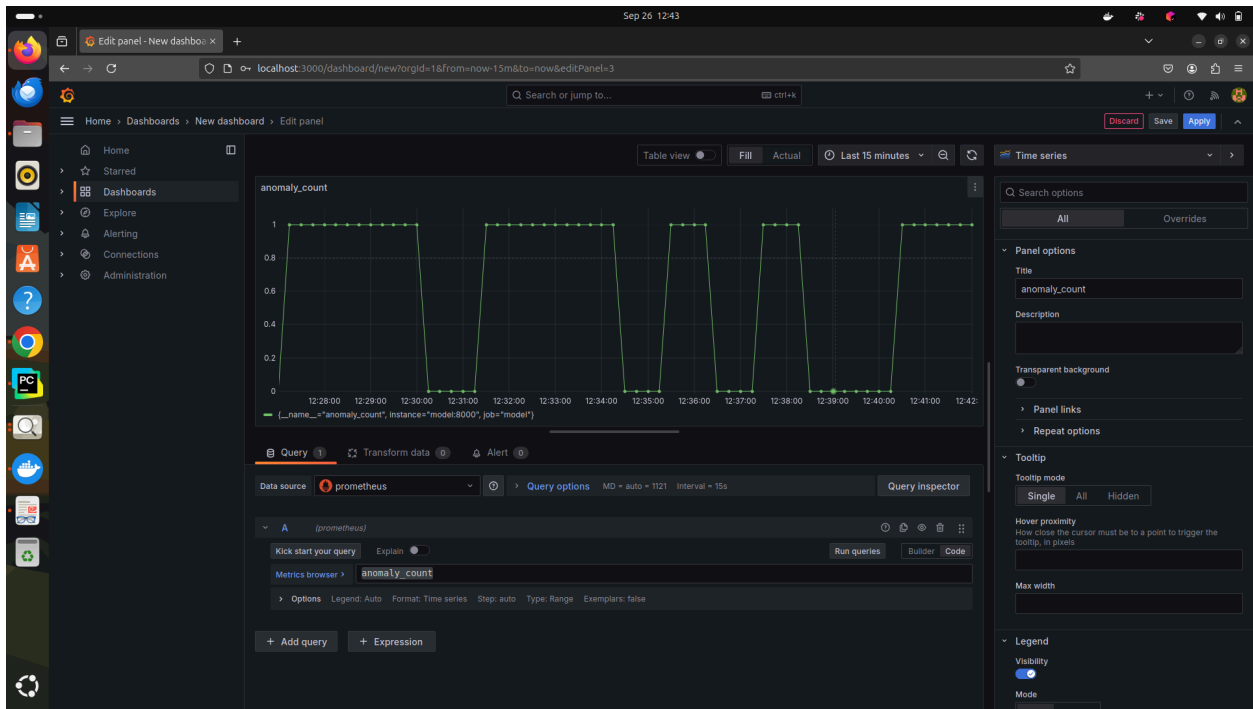 Sep 26 12:43
Edit panel - New dashboa
localhost:3000/dashboard/new?orgId=1&from=now-15m&to=now&editPanel=3
Search or jump to... ctrl+k
Home › Dashboards › New dashboard › Edit panel
Discard Save Apply
Home
Starred
Dashboards
Explore
Alerting
Connections
Administration
Table view Fill Actual Last 15 minutes
anomaly_count
1
0.8
0.6
0.4
0.2
0
12:28:00 12:29:00 12:30:00 12:31:00 12:32:00 12:33:00 12:34:00 12:35:00 12:36:00 12:37:00 12:38:00 12:39:00 12:40:00 12:41:00 12:42:
{__name__="anomaly_count", instance="model:8000", job="model"}
Query 1 Transform data 0 Alert 0
Data source prometheus Query options MD = auto = 1121 Interval = 15s Query inspector
A (prometheus)
Kick start your query Explain Run queries Builder Code
Metrics browser > anomaly_count
Options Legend: Auto Format: Time series Step: auto Type: Range Exemplars: false
+ Add query + Expression
Time series
Search options
All Overrides
Panel options
Title
anomaly_count
Description
Transparent background
Panel links
Repeat options
Tooltip
Tooltip mode
Single All Hidden
Hover proximity
How close the cursor must be to a point to trigger the
tooltip, in pixels
Max width
Legend
Visibility
Mode
PC